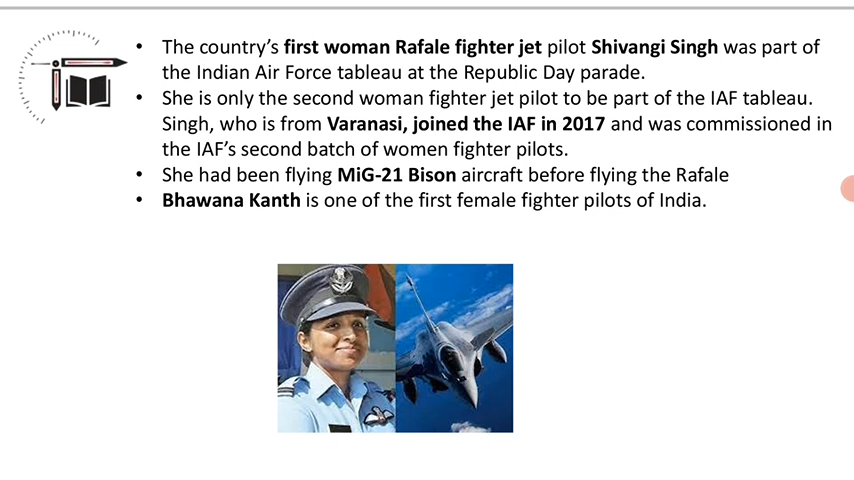 • The country's first woman Rafale fighter jet pilot Shivangi Singh was part of
the Indian Air Force tableau at the Republic Day parade.
• She is only the second woman fighter jet pilot to be part of the IAF tableau.
Singh, who is from Varanasi, joined the IAF in 2017 and was commissioned in
the IAF's second batch of women fighter pilots.
• She had been flying MiG-21 Bison aircraft before flying the Rafale
• Bhawana Kanth is one of the first female fighter pilots of India.